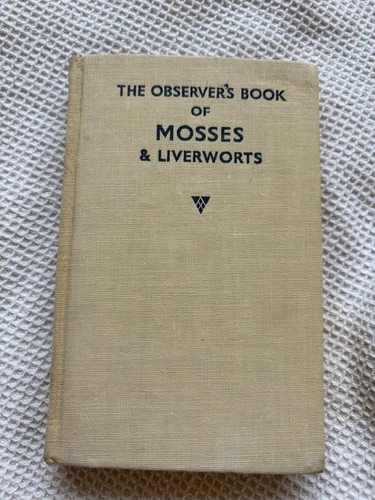 THE OBSERVER'S BOOK
OF
MOSSES
& LIVERWORTS